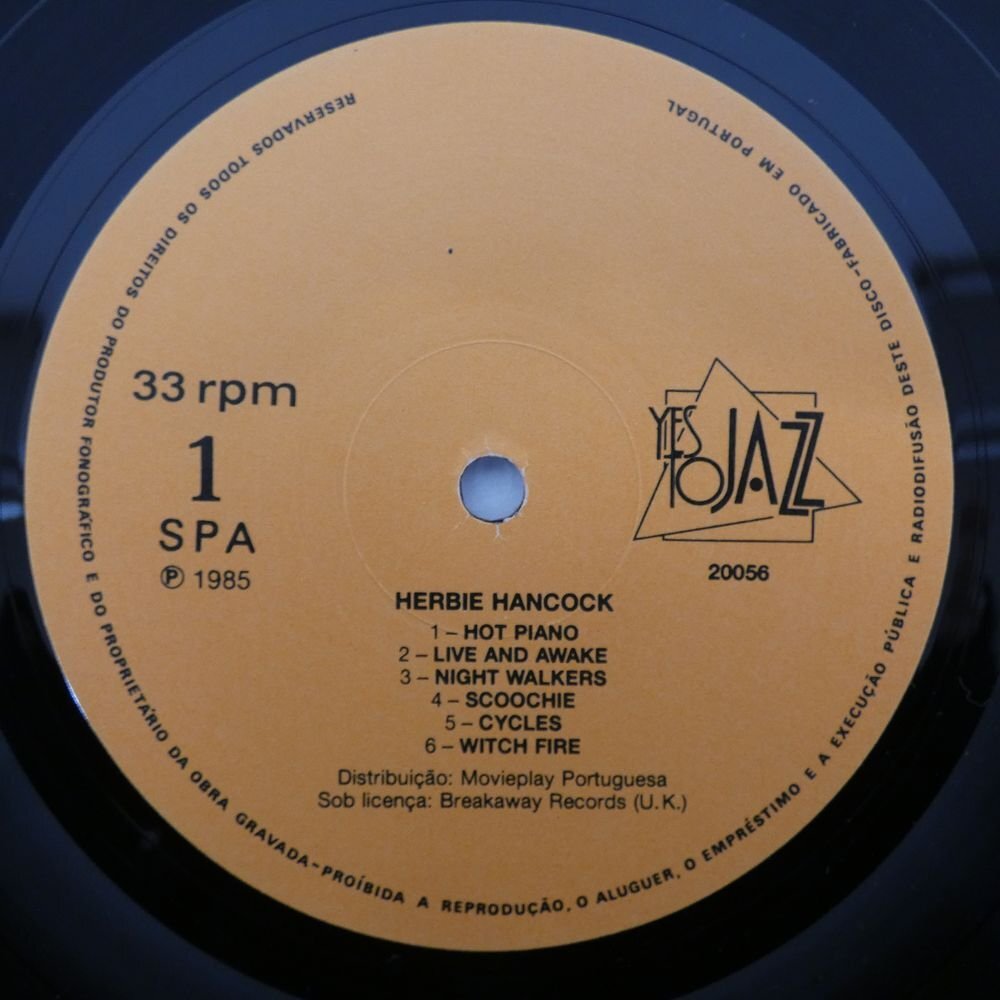 RESERVADOS TODOS OS DIREITOS DO PRODUTOR FONOGRÁFICO E DO PROPRIETÁRIO DA OBRA GRAVADA-PROÍBIDA A REPRODUÇÃO, O ALUGUER, O EMPRÉSTIMO E A EXECUÇÃO PÚBLICA E RADIODIFUSÃO DESTE DISCO-FABRICADO EM PORTUGAL
33 rpm
1
SPA
℗ 1985
YES TO JAZZ
20056
HERBIE HANCOCK
1 – HOT PIANO
2 – LIVE AND AWAKE
3 – NIGHT WALKERS
4 – SCOOCHIE
5 – CYCLES
6 – WITCH FIRE
Distribuição: Movieplay Portuguesa
Sob licença: Breakaway Records (U.K.)